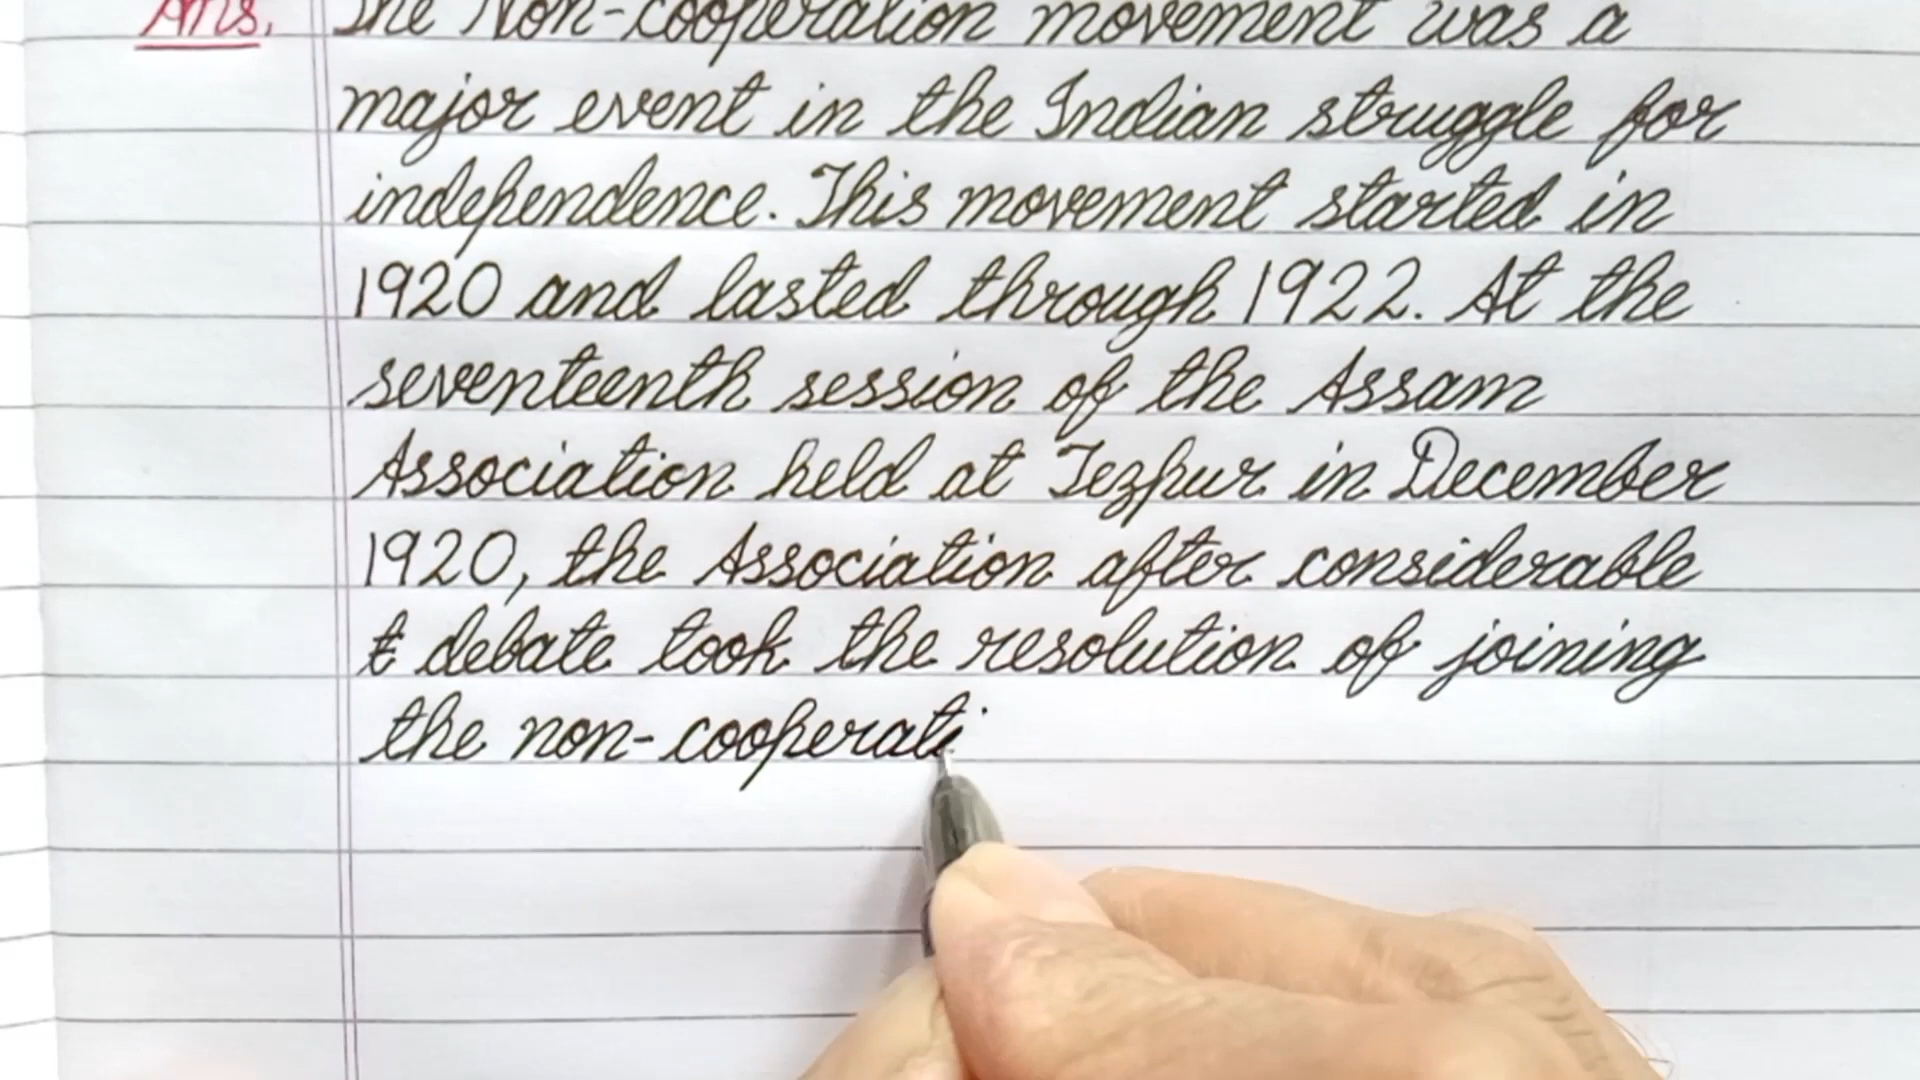 Ans. The Non-cooperation movement was a
major event in the Indian struggle for
independence. This movement started in
1920 and lasted through 1922. At the
seventeenth session of the Assam
Association held at Tezpur in December
1920, the Association after considerable
t debate took the resolution of joining
the non-cooperati